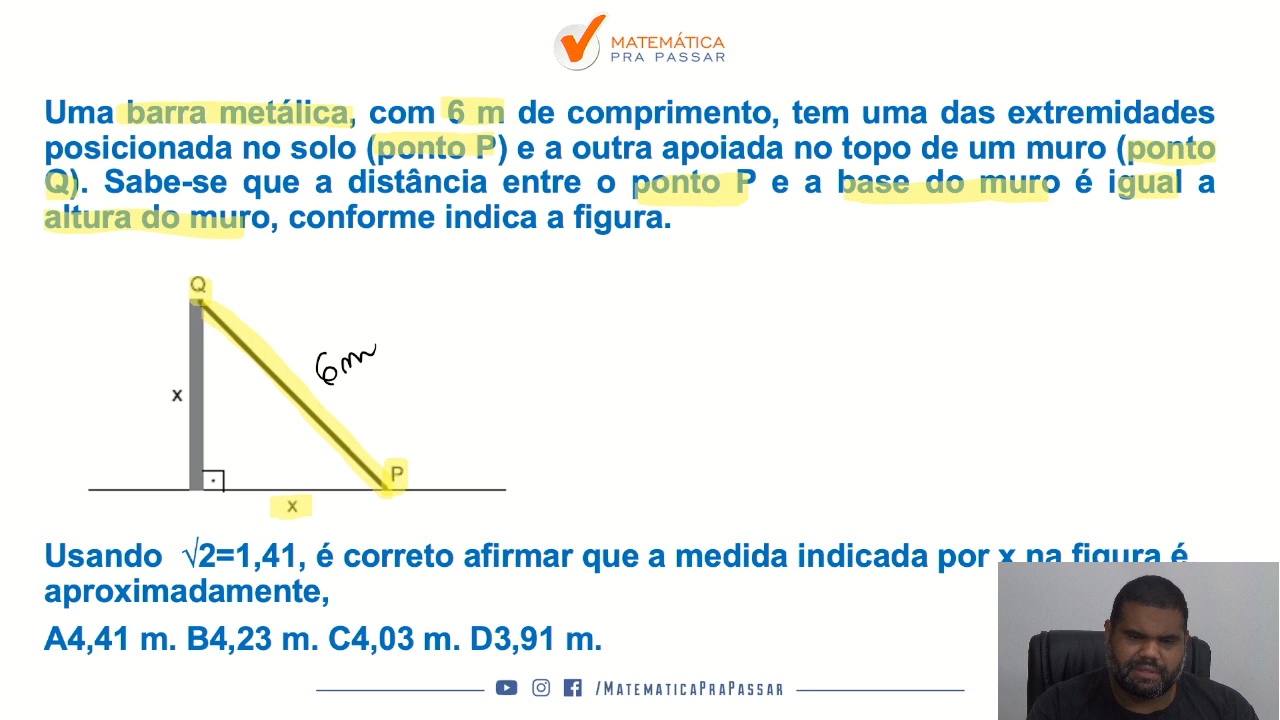 MATEMÁTICA
PRA PASSAR
Uma barra metálica, com 6 m de comprimento, tem uma das extremidades
posicionada no solo (ponto P) e a outra apoiada no topo de um muro (ponto
Q). Sabe-se que a distância entre o ponto P e a base do muro é igual a
altura do muro, conforme indica a figura.
Q
6m
x
P
x
Usando √2=1,41, é correto afirmar que a medida indicada por x na figura é
aproximadamente,
A4,41 m. B4,23 m. C4,03 m. D3,91 m.
/MATEMATICAPRAPASSAR